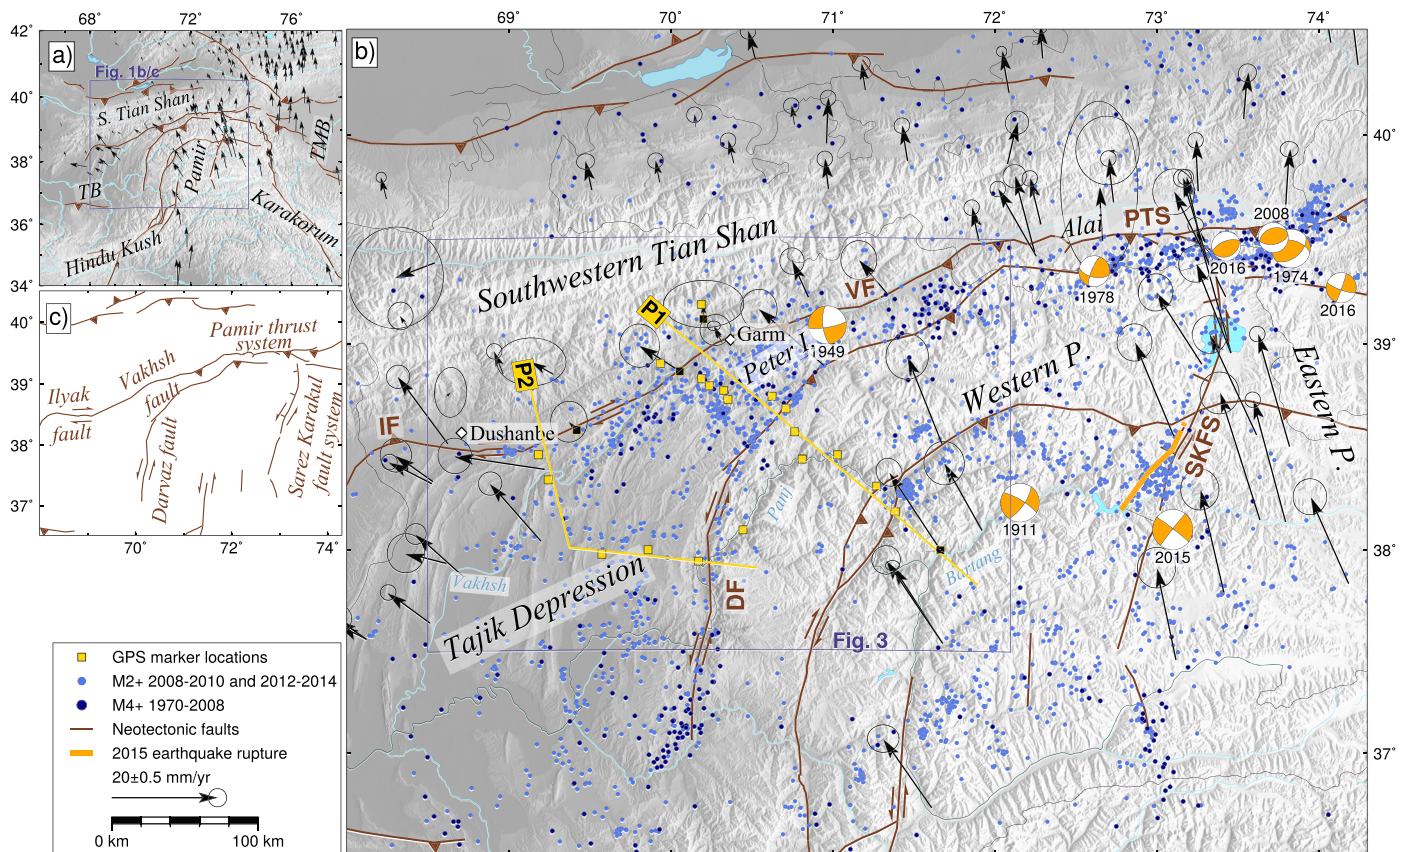 68˚
72˚
76˚
42˚
40˚
38˚
36˚
34˚
a)
Fig. 1b/c
S. Tian Shan
Pamir
TB
TMB
Karakorum
Hindu Kush
c)
Pamir thrust
system
Vakhsh
fault
Ilyak
fault
Darvaz fault
Sarez Karakul
fault system
40˚
39˚
38˚
37˚
70˚
72˚
74˚
GPS marker locations
M2+ 2008-2010 and 2012-2014
M4+ 1970-2008
Neotectonic faults
2015 earthquake rupture
20±0.5 mm/yr
0 km
100 km
69˚
70˚
71˚
72˚
73˚
74˚
b)
40˚
39˚
38˚
37˚
Southwestern Tian Shan
Alai
PTS
2008
2016
1974
1978
2016
VF
P1
Garm
1949
Peter I.
P2
Western P.
Eastern P.
IF
Dushanbe
SKFS
Panj
1911
2015
Bartang
Vakhsh
Tajik Depression
DF
Fig. 3